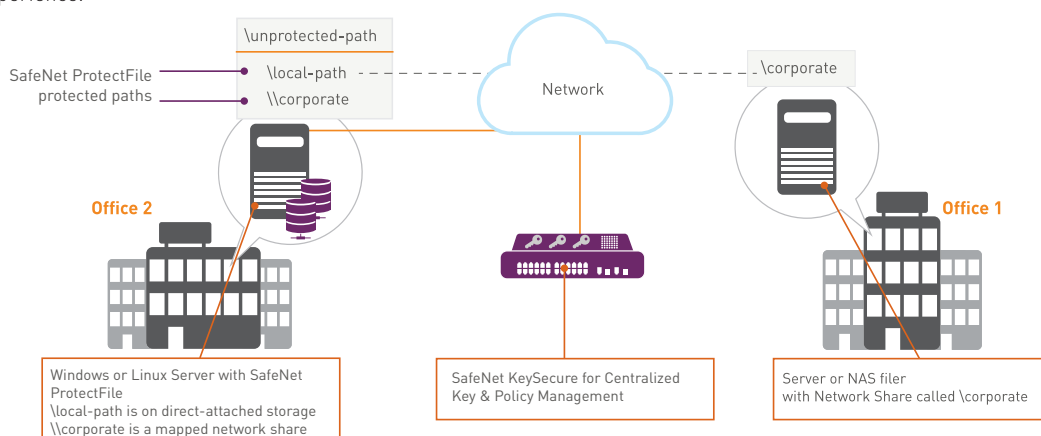 \unprotected-path
SafeNet ProtectFile
protected paths
\local-path
\\corporate
Network
\corporate
Office 2
Office 1
Windows or Linux Server with SafeNet
ProtectFile
\local-path is on direct-attached storage
\\corporate is a mapped network share
SafeNet KeySecure for Centralized
Key & Policy Management
Server or NAS filer
with Network Share called \corporate